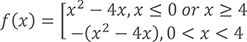 f(x) = [x² − 4x, x ≤ 0 or x ≥ 4
−(x² − 4x), 0 < x < 4